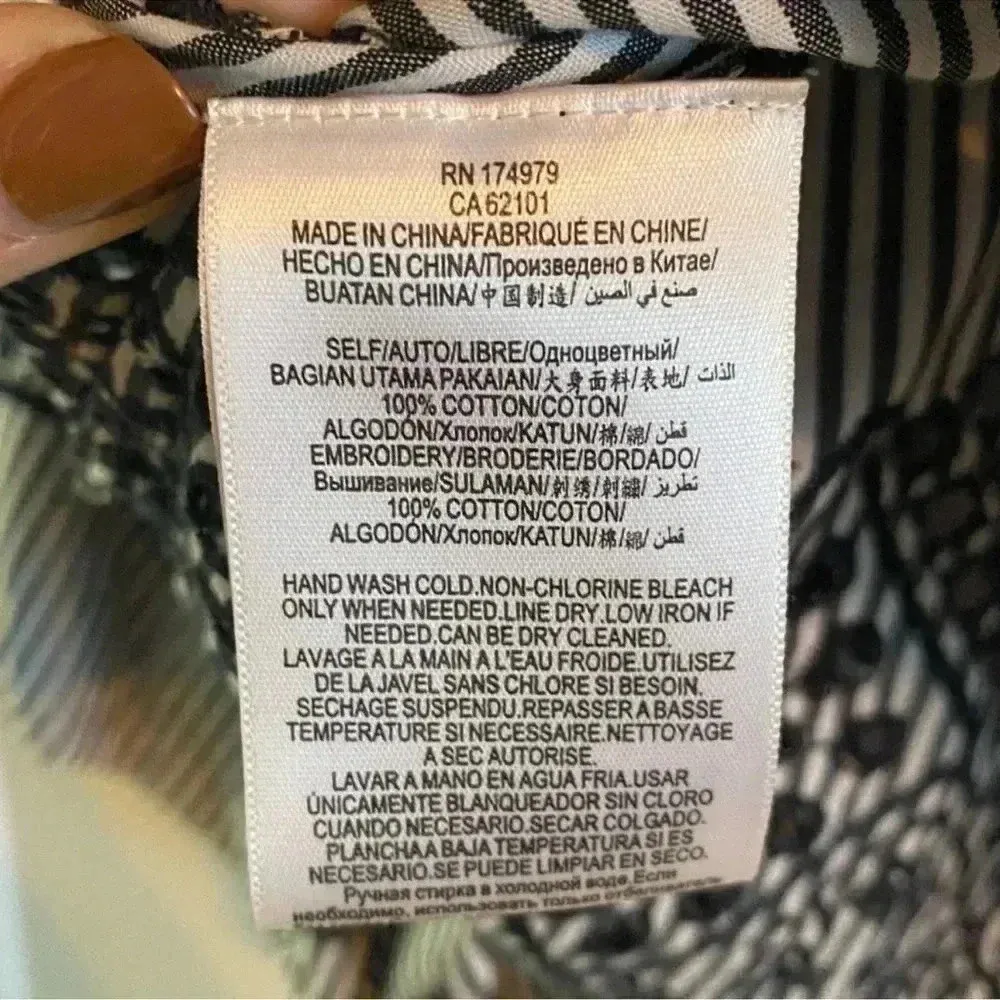 RN 174979
CA 62101
MADE IN CHINA/FABRIQUÉ EN CHINE/
HECHO EN CHINA/Произведено в Китае/
BUATAN CHINA/中国制造/ صنع في الصين
SELF/AUTO/LIBRE/Одноцветный/
BAGIAN UTAMA PAKAIAN/大身面料/表地/ الذات
100% COTTON/COTON/
ALGODÓN/Хлопок/KATUN/棉/綿/ قطن
EMBROIDERY/BRODERIE/BORDADO/
Вышивание/SULAMAN/刺绣/刺繡/ تطريز
100% COTTON/COTON/
ALGODÓN/Хлопок/KATUN/棉/綿/ قطن
HAND WASH COLD.NON-CHLORINE BLEACH
ONLY WHEN NEEDED.LINE DRY.LOW IRON IF
NEEDED.CAN BE DRY CLEANED.
LAVAGE A LA MAIN A L'EAU FROIDE.UTILISEZ
DE LA JAVEL SANS CHLORE SI BESOIN.
SECHAGE SUSPENDU.REPASSER A BASSE
TEMPERATURE SI NECESSAIRE.NETTOYAGE
A SEC AUTORISE.
LAVAR A MANO EN AGUA FRIA.USAR
ÚNICAMENTE BLANQUEADOR SIN CLORO
CUANDO NECESARIO.SECAR COLGADO.
PLANCHA A BAJA TEMPERATURA SI ES
NECESARIO.SE PUEDE LIMPIAR EN SECO.
Ручная стирка в холодной воде.Если
необходимо, использовать только отбеливатель